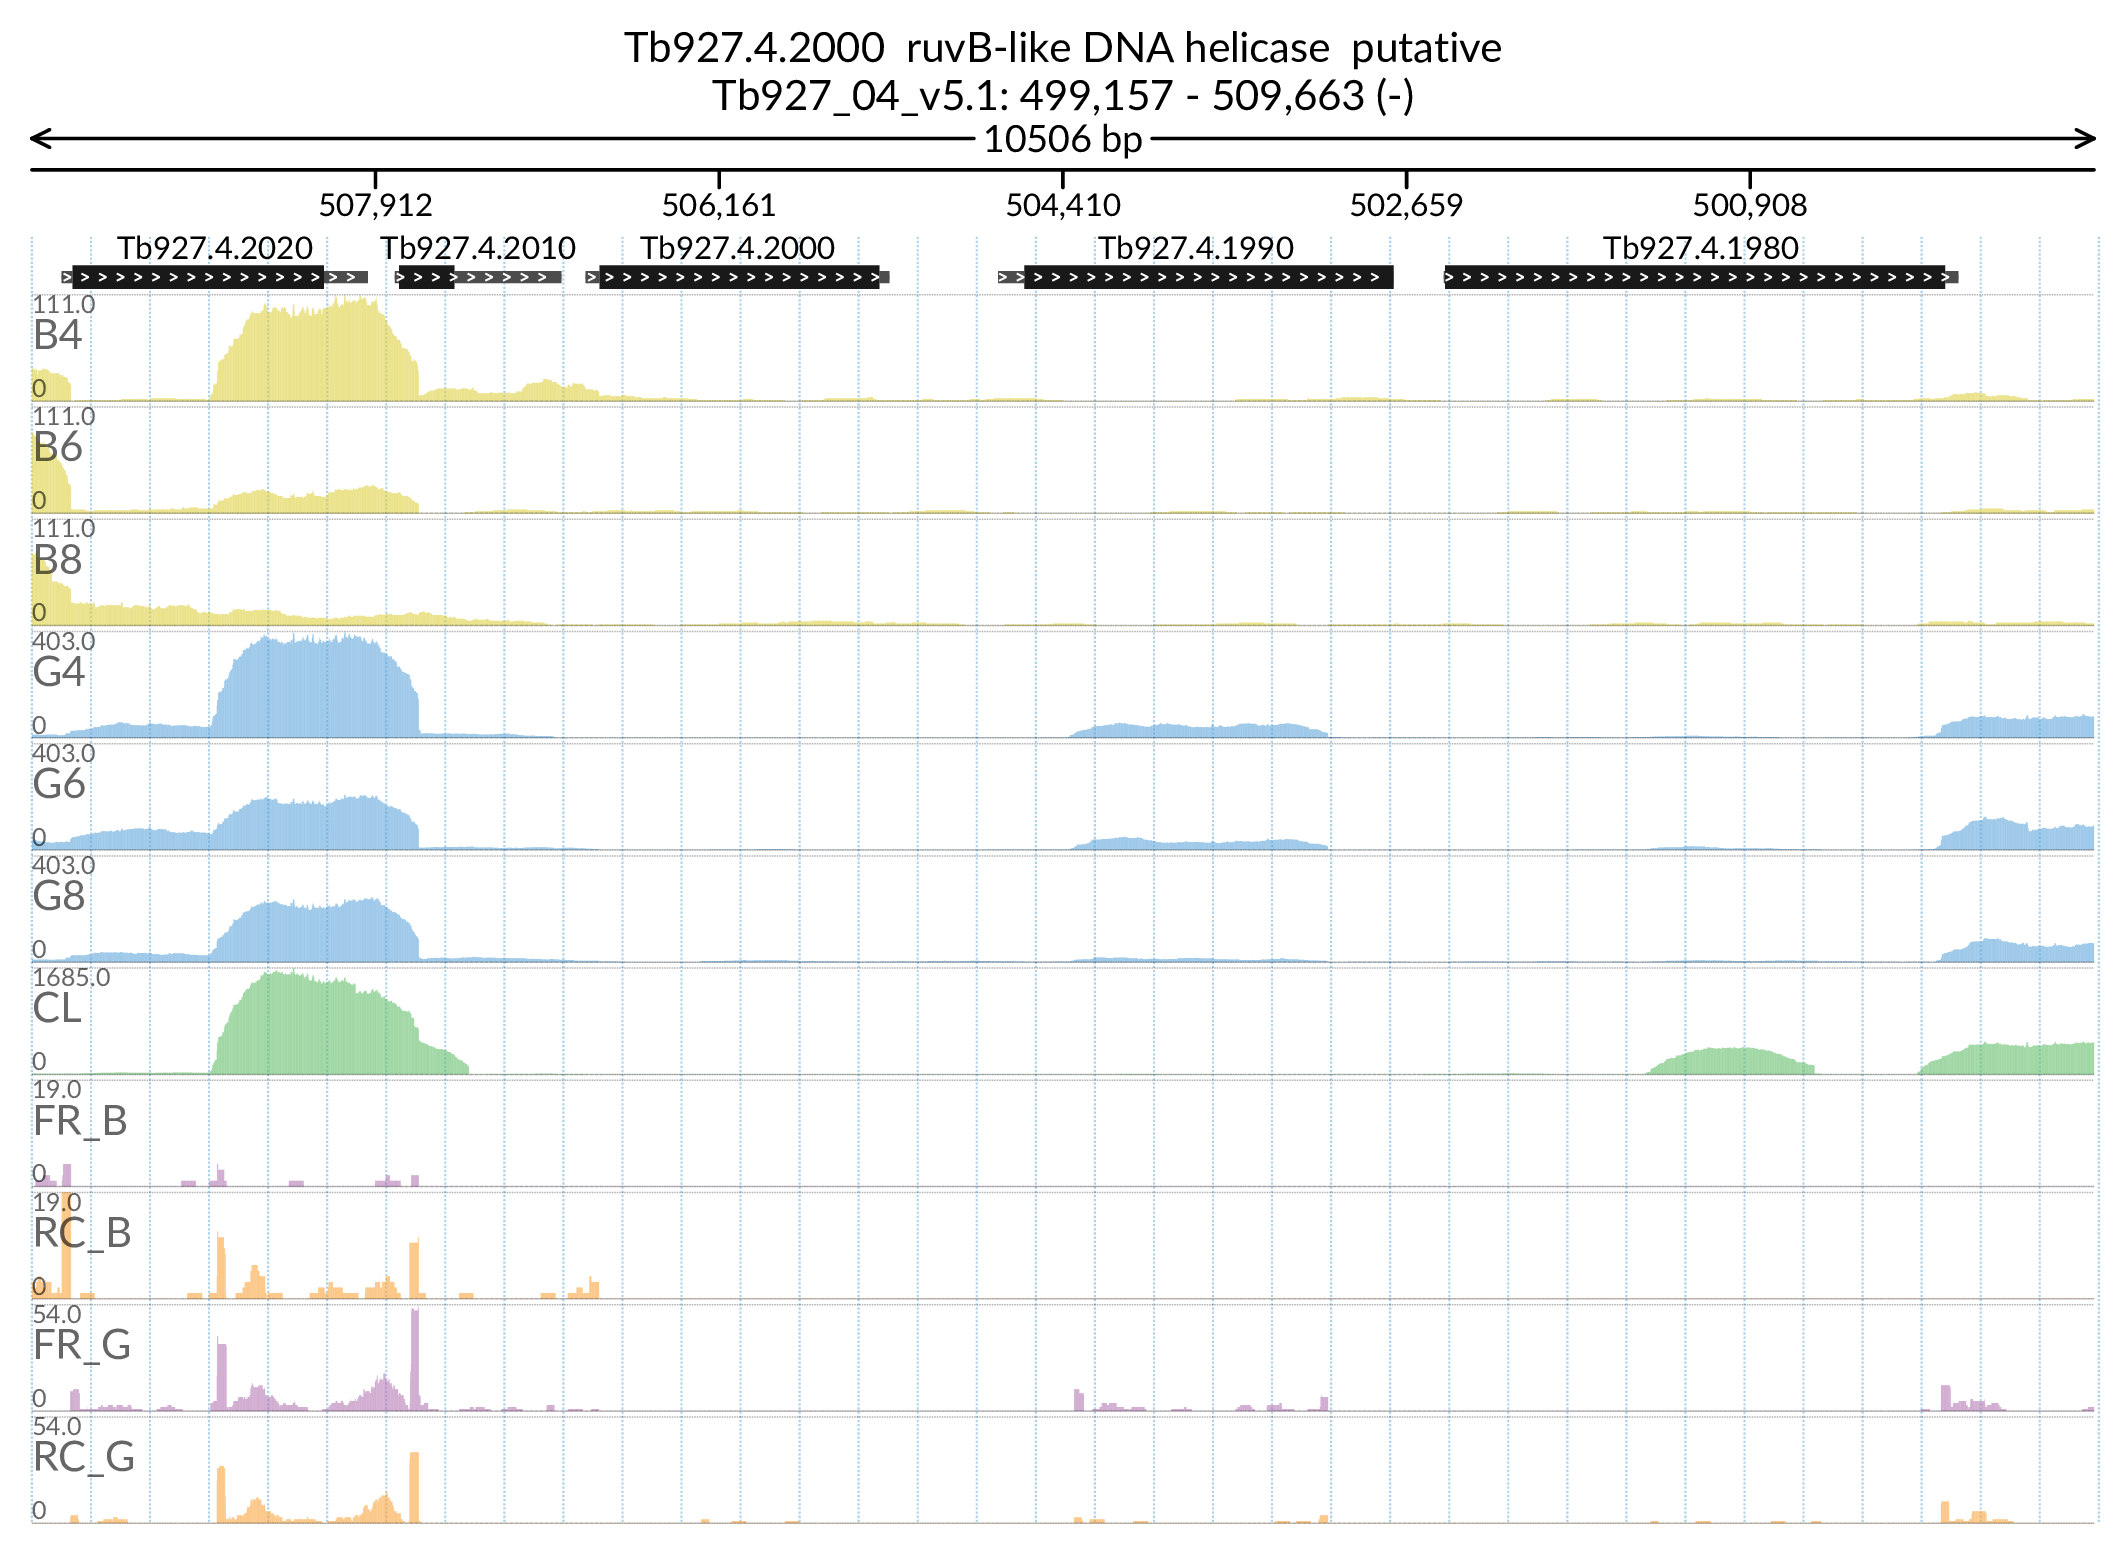 Tb927.4.2000  ruvB-like DNA helicase  putative
Tb927_04_v5.1: 499,157 - 509,663 (-)
10506 bp
507,912 506,161 504,410 502,659 500,908
Tb927.4.2020 Tb927.4.2010 Tb927.4.2000 Tb927.4.1990 Tb927.4.1980
111.0
B4
0
111.0
B6
0
111.0
B8
0
403.0
G4
0
403.0
G6
0
403.0
G8
0
1685.0
CL
0
19.0
FR_B
0
19.0
RC_B
0
54.0
FR_G
0
54.0
RC_G
0